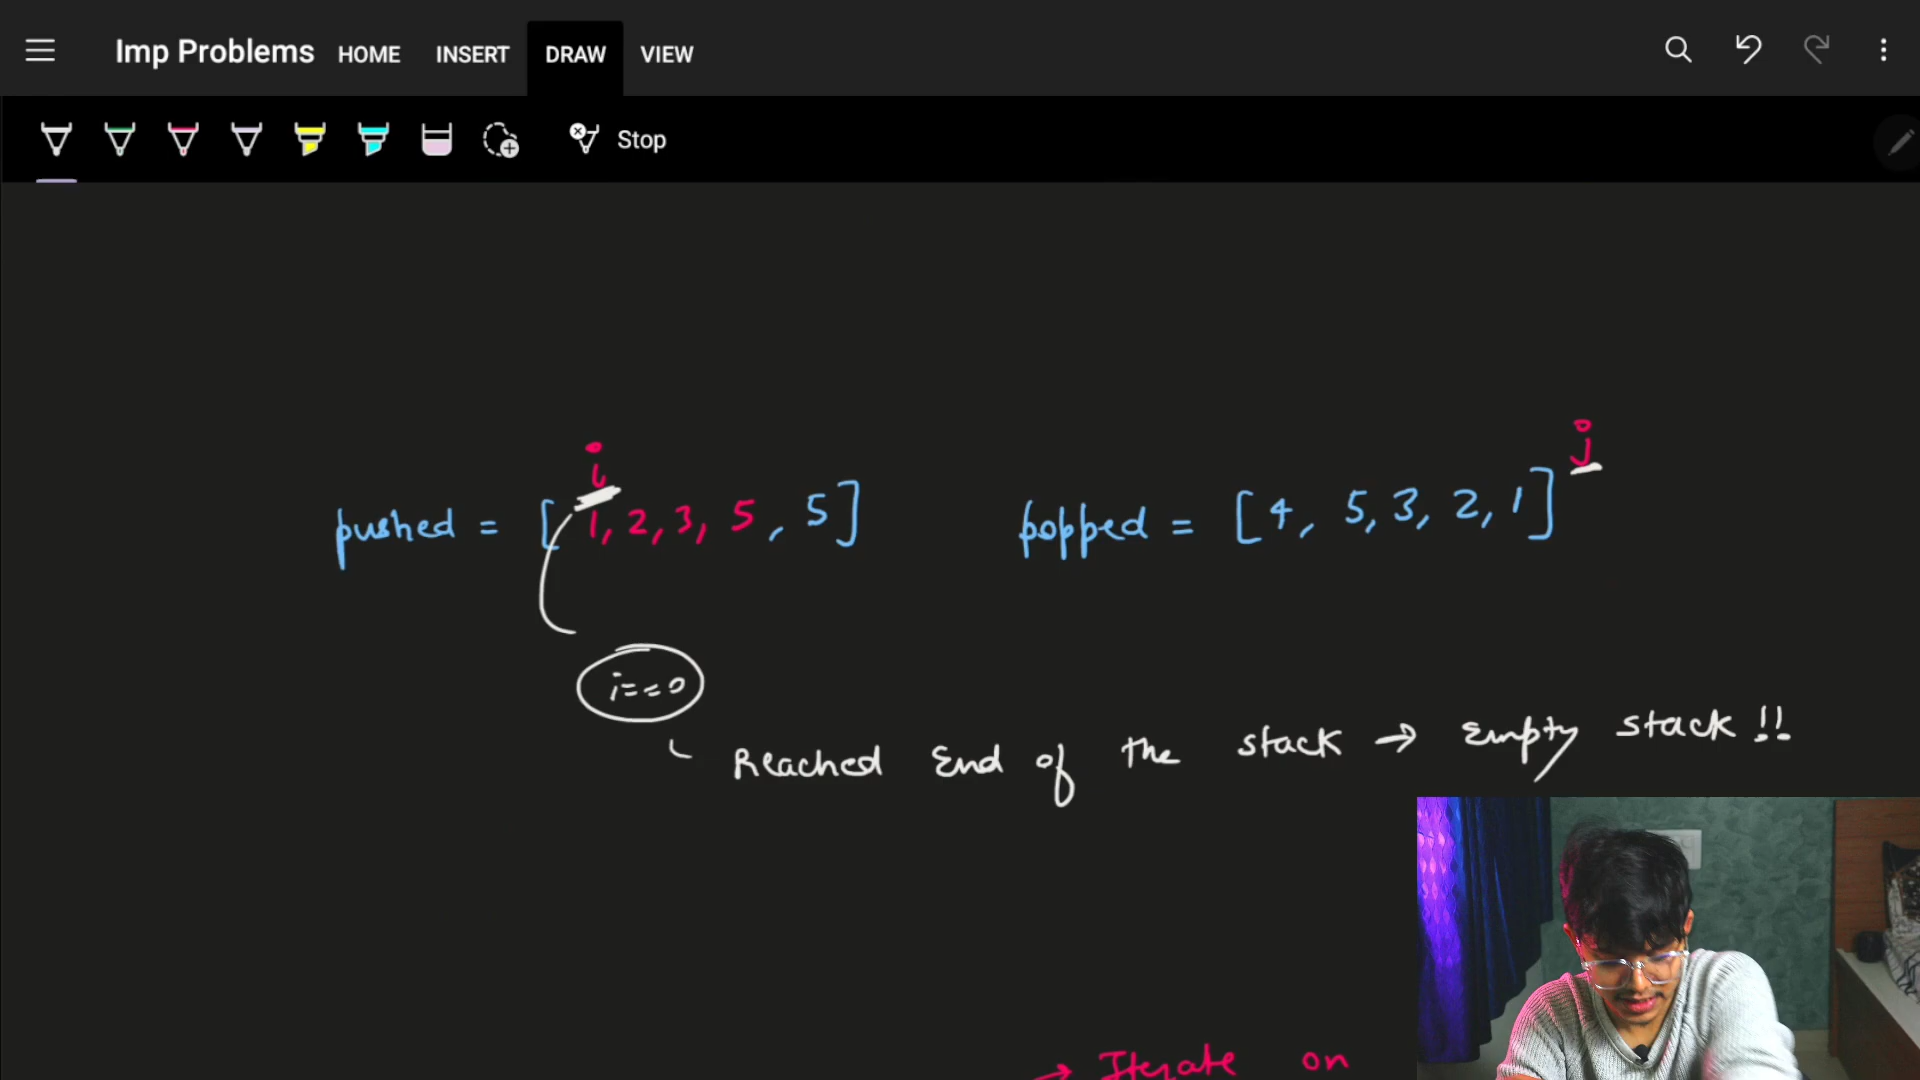 Imp Problems HOME INSERT DRAW VIEW
Stop
i
j
pushed = [ 1, 2, 3, 5 , 5]
popped = [4, 5, 3, 2, 1]
i==0
Reached End of the stack → Empty stack !!
→ Iterate on